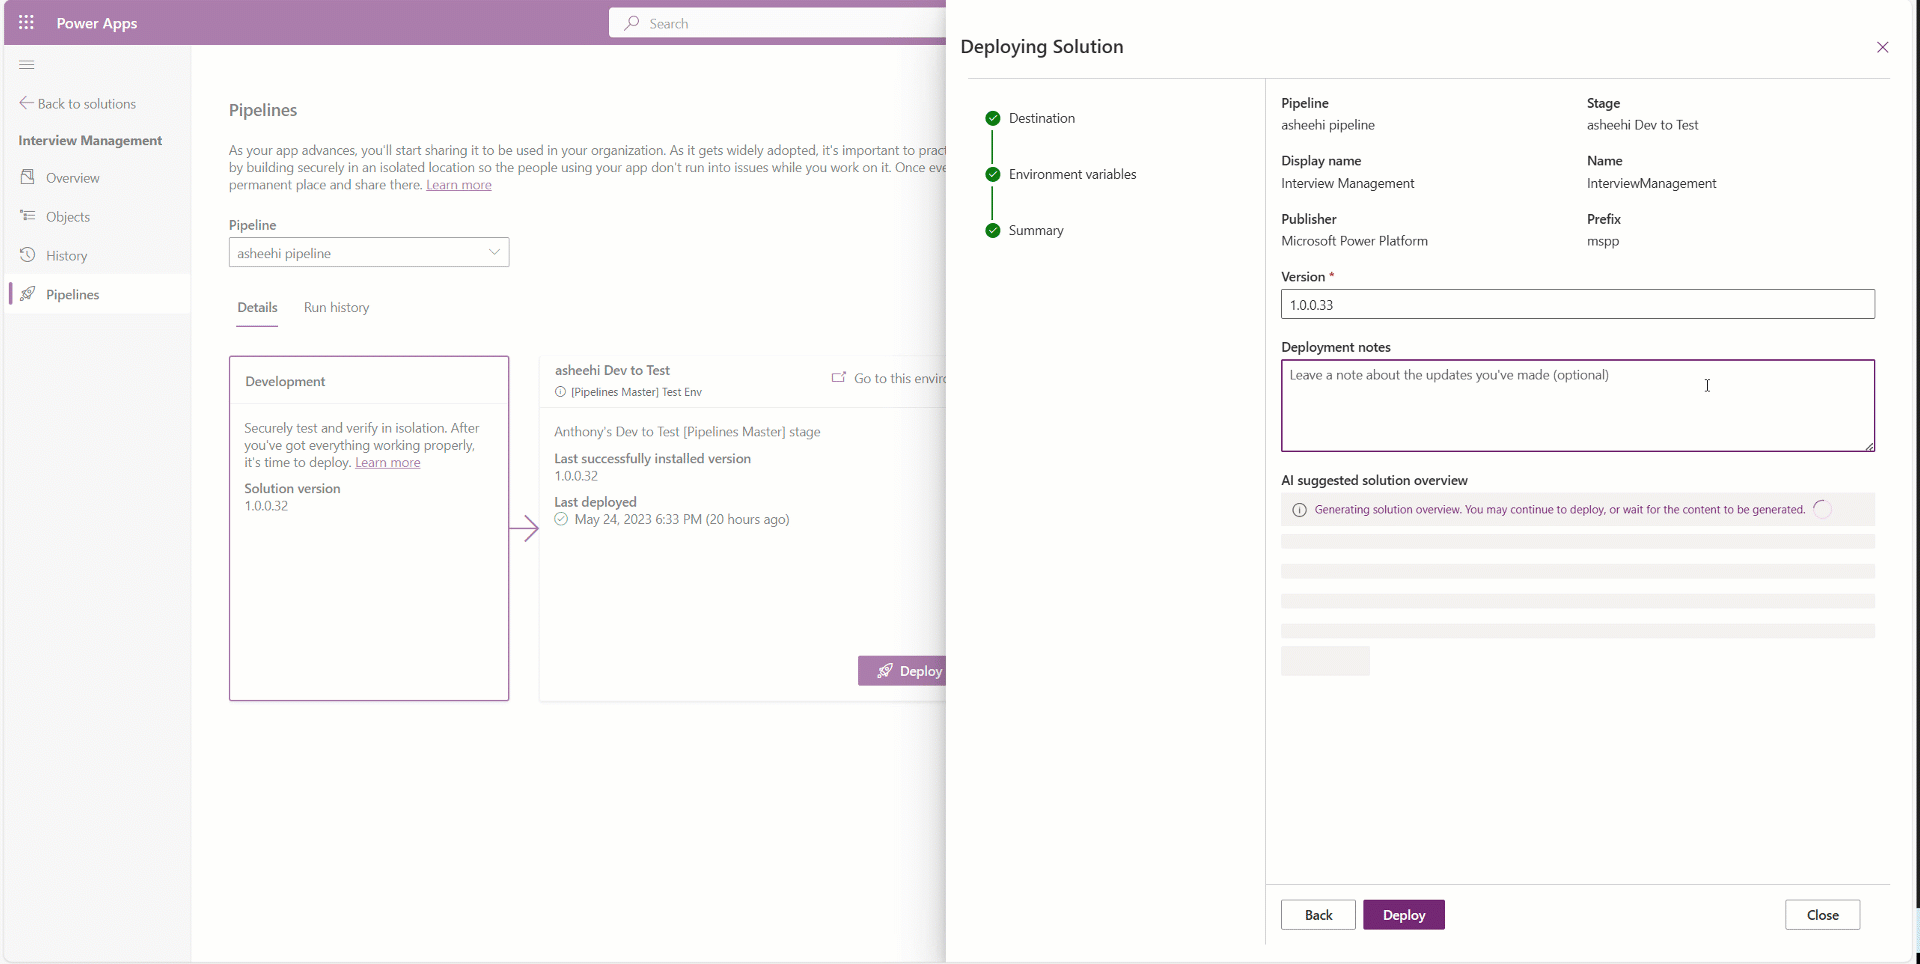 Power Apps
Search
Back to solutions
Interview Management
Overview
Objects
History
Pipelines
Pipelines
As your app advances, you'll start sharing it to be used in your organization. As it gets widely adopted, it's important to pract
by building securely in an isolated location so the people using your app don't run into issues while you work on it. Once eve
permanent place and share there. Learn more
Pipeline
asheehi pipeline
Details
Run history
Development
Securely test and verify in isolation. After
you've got everything working properly,
it's time to deploy. Learn more
Solution version
1.0.0.32
asheehi Dev to Test
[Pipelines Master] Test Env
Go to this enviro
Anthony's Dev to Test [Pipelines Master] stage
Last successfully installed version
1.0.0.32
Last deployed
May 24, 2023 6:33 PM (20 hours ago)
Deploy
Deploying Solution
Destination
Environment variables
Summary
Pipeline
asheehi pipeline
Stage
asheehi Dev to Test
Display name
Interview Management
Name
InterviewManagement
Publisher
Microsoft Power Platform
Prefix
mspp
Version *
1.0.0.33
Deployment notes
Leave a note about the updates you've made (optional)
AI suggested solution overview
Generating solution overview. You may continue to deploy, or wait for the content to be generated.
Back
Deploy
Close